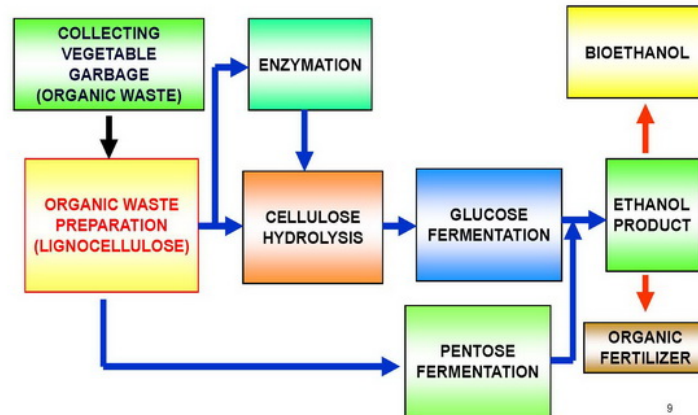 COLLECTING
VEGETABLE
GARBAGE
(ORGANIC WASTE)
ENZYMATION
BIOETHANOL
ORGANIC WASTE
PREPARATION
(LIGNOCELLULOSE)
CELLULOSE
HYDROLYSIS
GLUCOSE
FERMENTATION
ETHANOL
PRODUCT
PENTOSE
FERMENTATION
ORGANIC
FERTILIZER
9